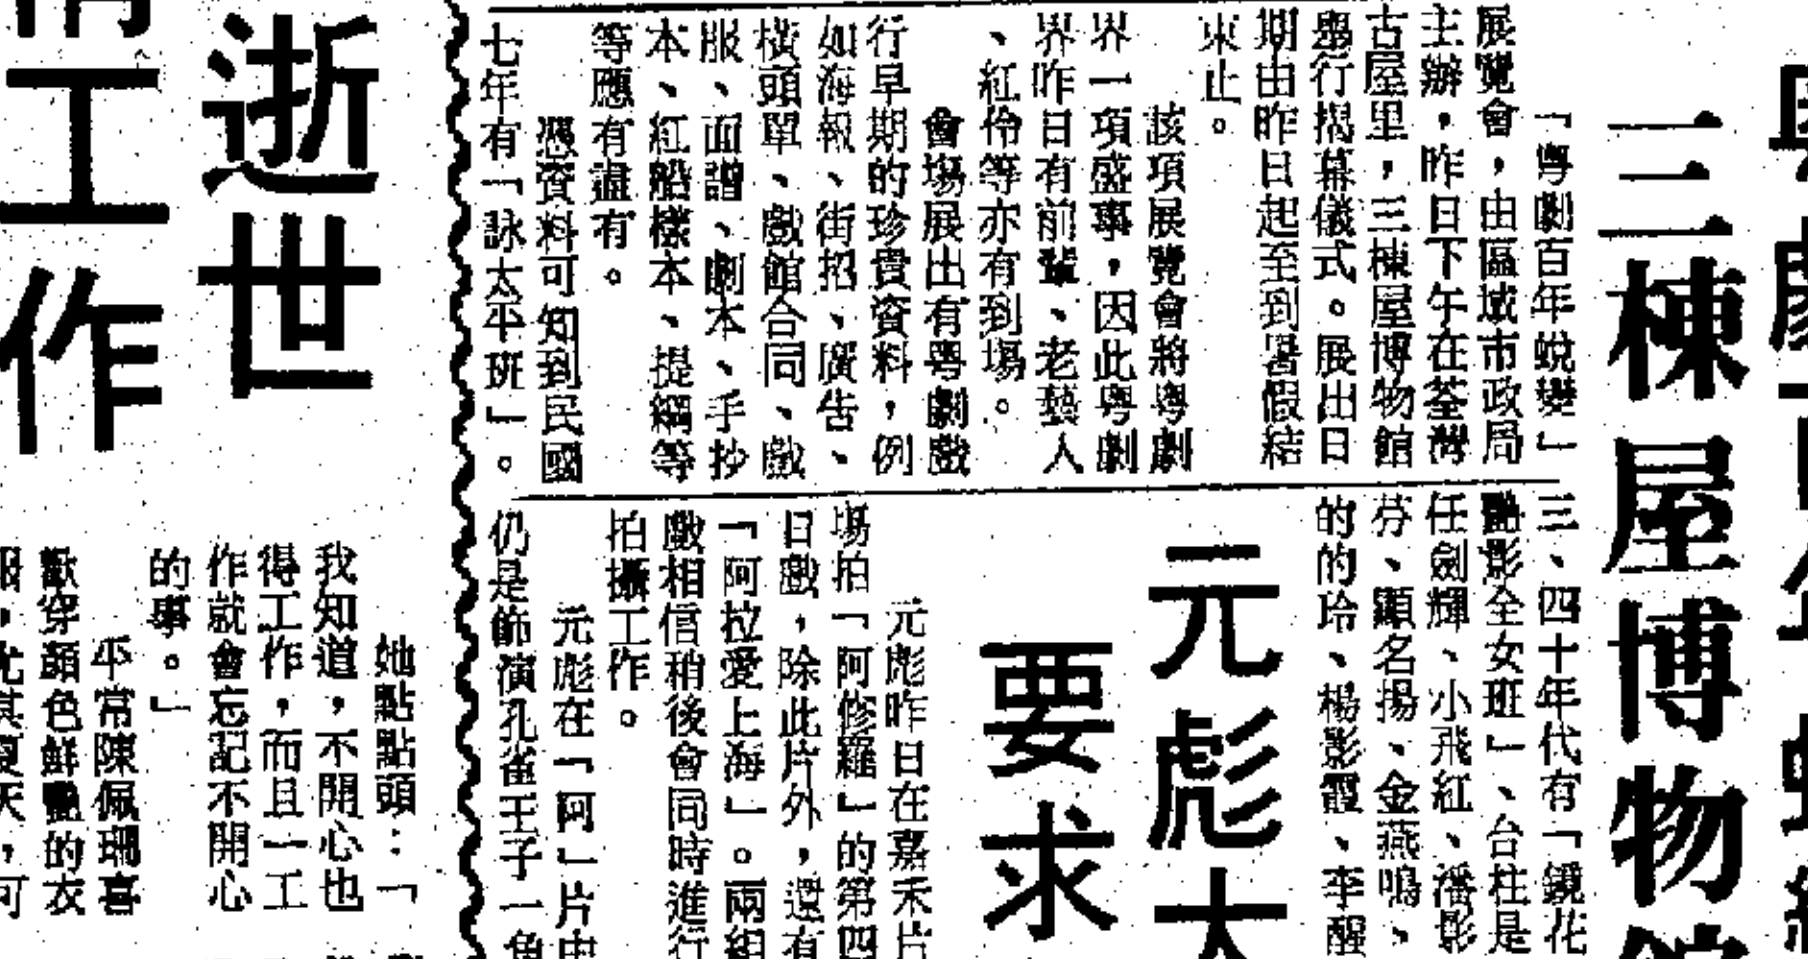 三棟屋博物
「粵劇百年蛻變」
展覽會，由區域市政局
主辦，昨日下午在荃灣
古屋里，三棟屋博物館
舉行揭幕儀式。展出日
期由昨日起至到暑假結
束止。
該項展覽會將粵劇
界一項盛事，因此粵劇
界昨日有前輩、老藝人
、紅伶等亦有到場。
會場展出有粵劇戲
行早期的珍貴資料，例
如海報、街招、廣告、
橫頭單、戲館合同、戲
服、面譜、劇本、手抄
本、紅船樣本、提綱等
等應有盡有。
憑資料可知到民國
七年有「詠太平班」。
三、四十年代有「鏡花
艷影全女班」、台柱是
任劍輝、小飛紅、潘影
芬、顯名揚、金燕鳴、
的的玲、楊影霞、李醒
元彪
要求
元彪昨日在嘉禾片
場拍「阿修羅」的第四
日戲，除此片外，還有
「阿拉愛上海」。兩組
戲相信稍後會同時進行
拍攝工作。
元彪在「阿」片中
仍是飾演孔雀王子一角
逝世
工作
她點點頭：「
我知道，不開心也
得工作，而且一工
作就會忘記不開心
的事。」
平常陳佩珊喜
歡穿顏色鮮艷的衣
服，尤其夏天，可